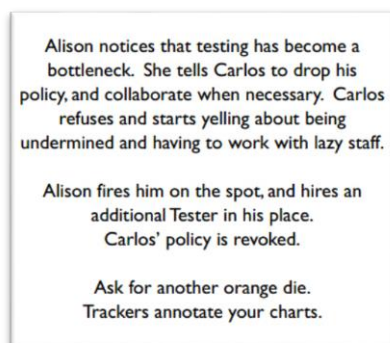 Alison notices that testing has become a
bottleneck. She tells Carlos to drop his
policy, and collaborate when necessary. Carlos
refuses and starts yelling about being
undermined and having to work with lazy staff.
Alison fires him on the spot, and hires an
additional Tester in his place.
Carlos' policy is revoked.
Ask for another orange die.
Trackers annotate your charts.